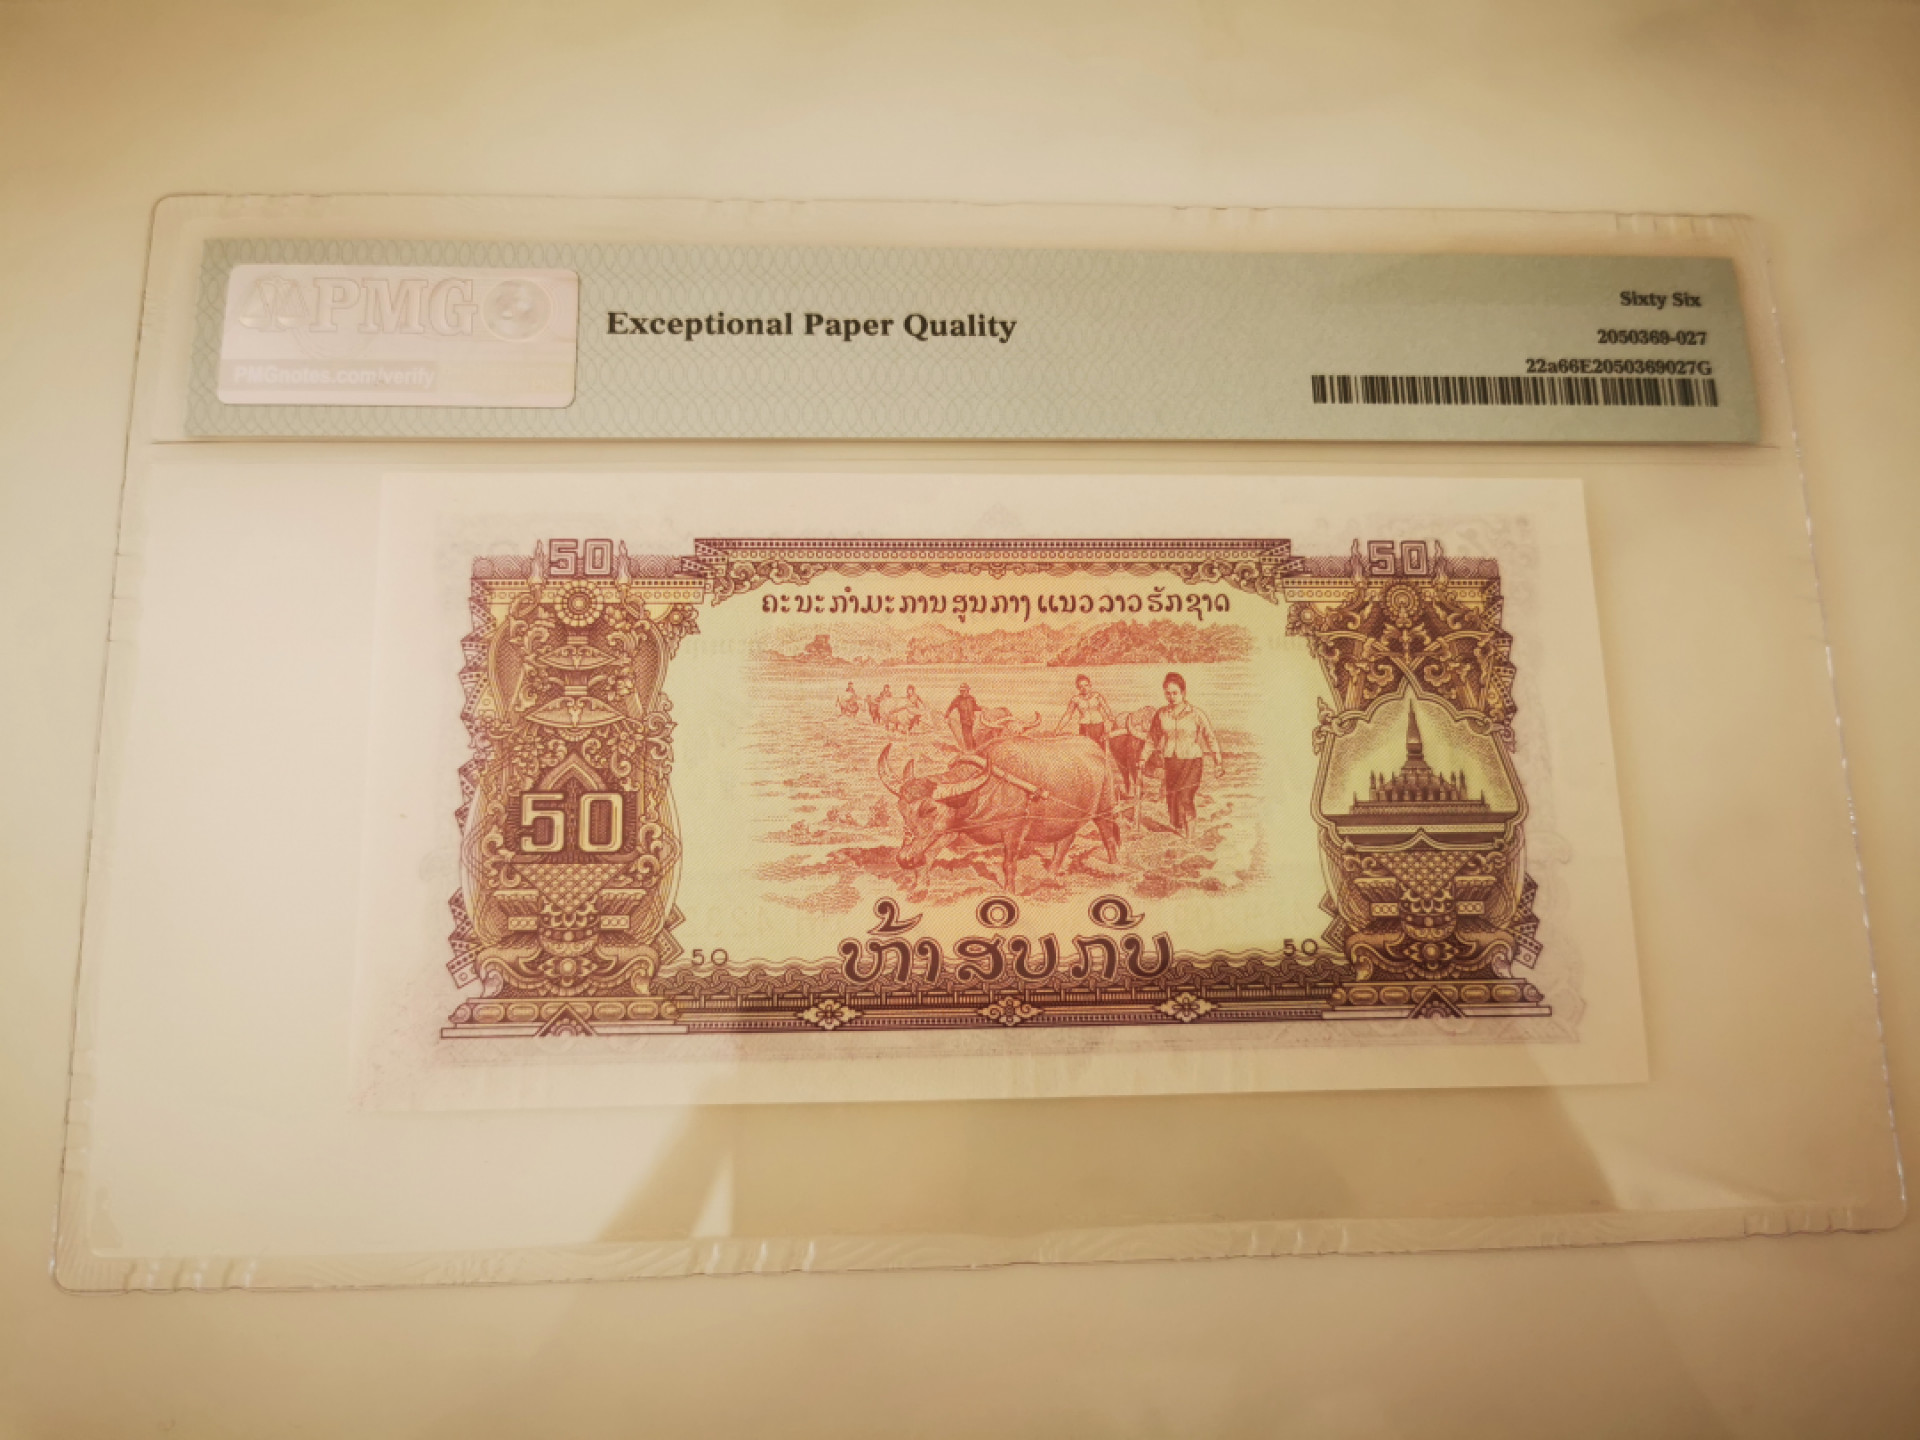 PMG
PMGnotes.com/verify
Exceptional Paper Quality
Sixty Six
2050369-027
22a66E2050369027G
50
50
ຄະນະກຳມະການສູນກາງ ແນວລາວຮັກຊາດ
50
50
50
ຫ້າສິບກີບ